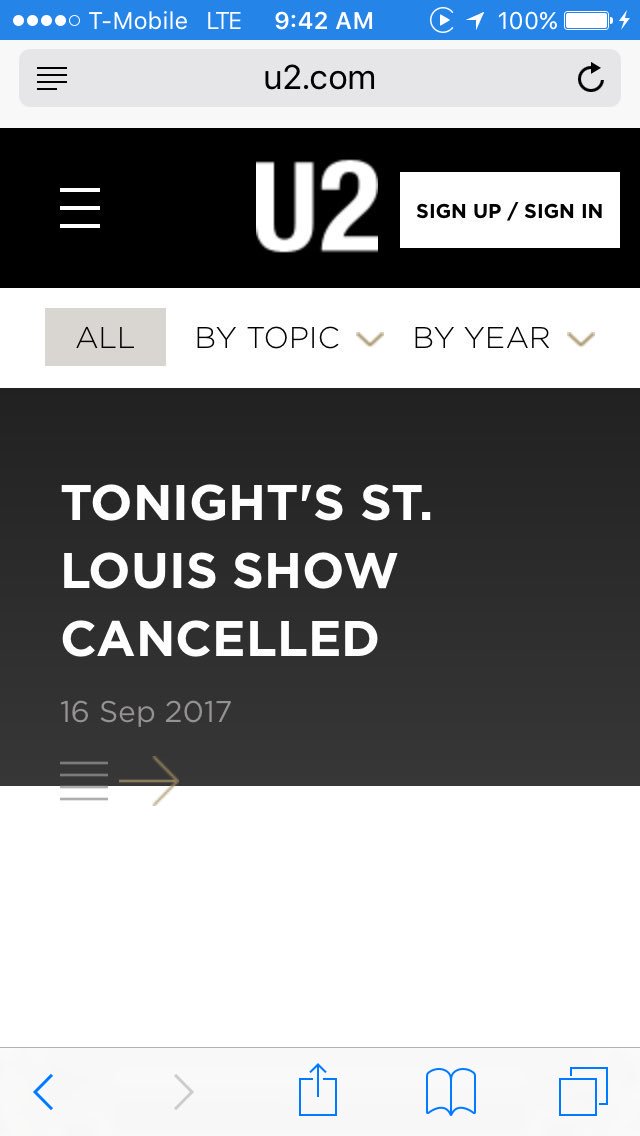 T-Mobile LTE 9:42 AM 100%
u2.com
U2 SIGN UP / SIGN IN
ALL BY TOPIC BY YEAR
TONIGHT'S ST.
LOUIS SHOW
CANCELLED
16 Sep 2017